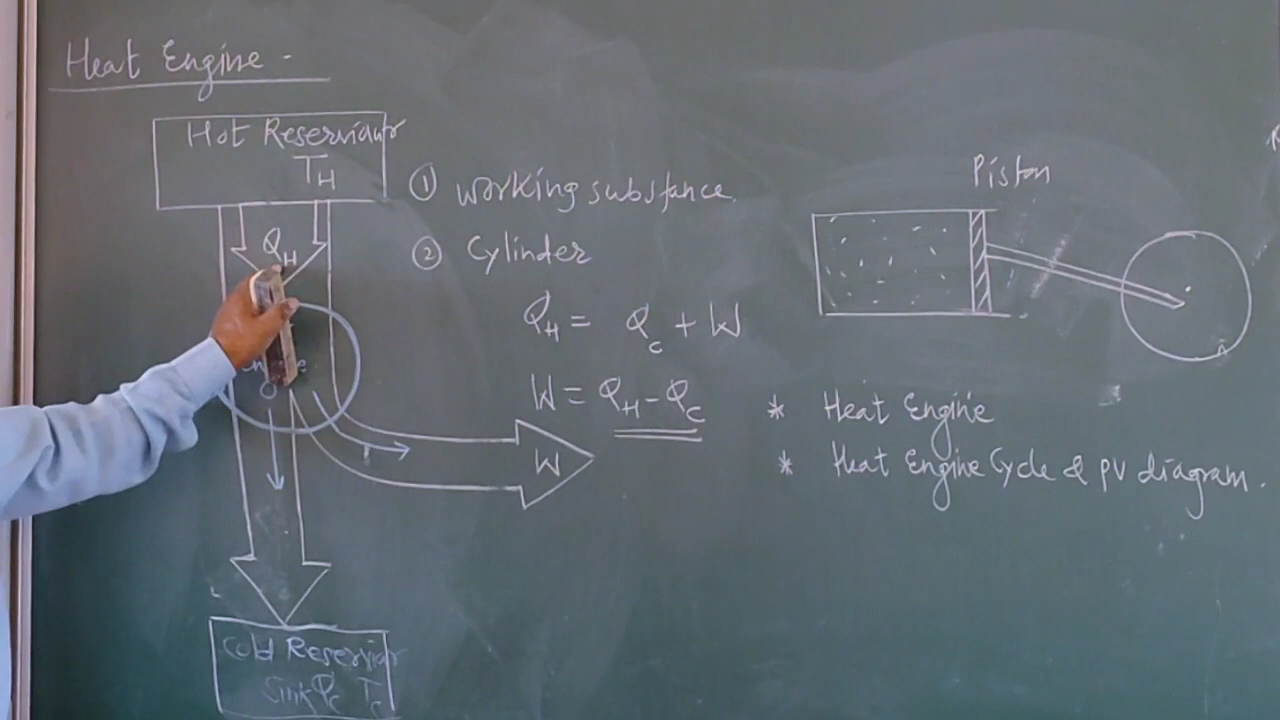 Heat Engine -
Hot Reserviour
TH
① working substance.
② Cylinder
QH
QH = Qc + W
W = QH - Qc
W
Cold Reserviour
Sink Qc Tc
Piston
* Heat Engine
* Heat Engine Cycle & PV diagram.